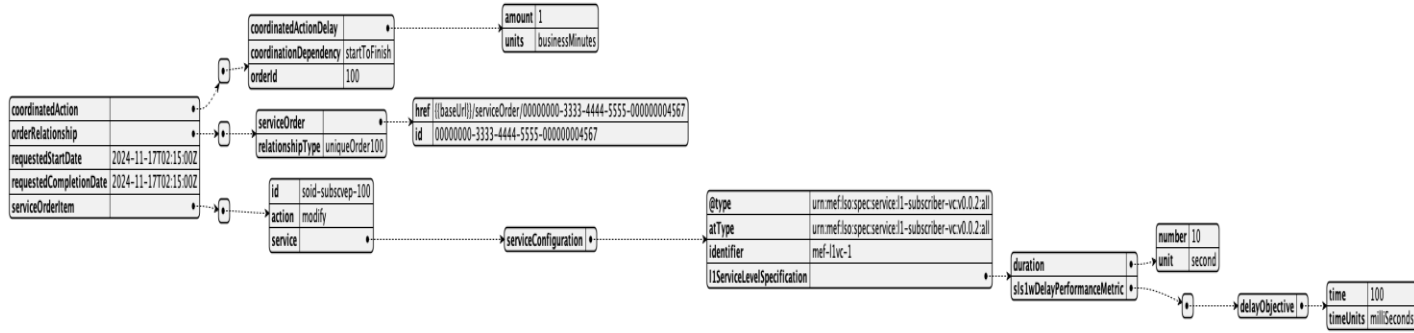 amount 1
units businessMinutes
coordinatedActionDelay
coordinationDependency startToFinish
orderId 100
coordinatedAction
orderRelationship
requestedStartDate 2024-11-17T02:15:00Z
requestedCompletionDate 2024-11-17T02:15:00Z
serviceOrderItem
serviceOrder
relationshipType uniqueOrder100
href {{baseUrl}}/serviceOrder/00000000-3333-4444-5555-000000004567
id 00000000-3333-4444-5555-000000004567
id soid-subscvep-100
action modify
service
serviceConfiguration
@type urn:mef:lso:spec:service:l1-subscriber-vc:v0.0.2:all
atType urn:mef:lso:spec:service:l1-subscriber-vc:v0.0.2:all
identifier mef-l1vc-1
l1ServiceLevelSpecification
duration
sls1wDelayPerformanceMetric
number 10
unit second
delayObjective
time 100
timeUnits milliSeconds